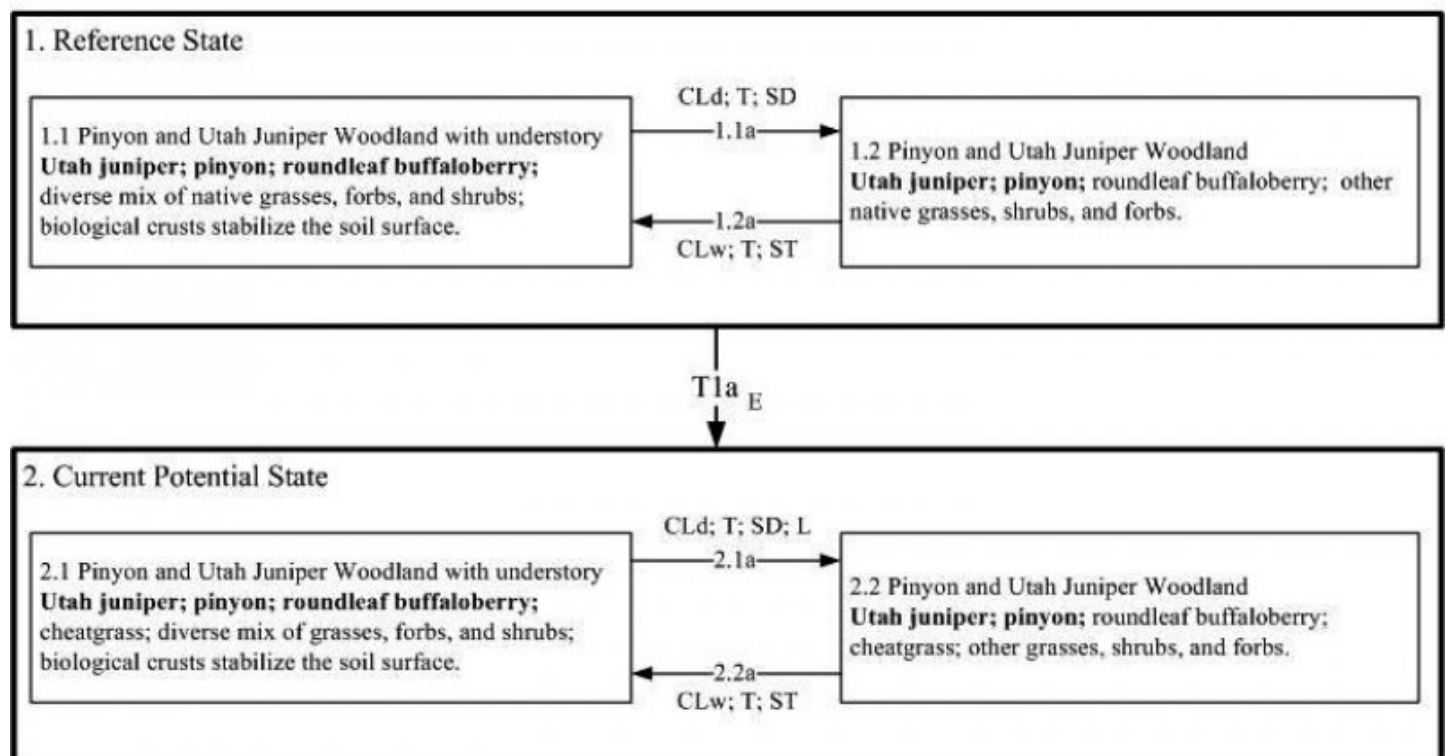 1. Reference State
CLd; T; SD
1.1a
1.1 Pinyon and Utah Juniper Woodland with understory
Utah juniper; pinyon; roundleaf buffaloberry;
diverse mix of native grasses, forbs, and shrubs;
biological crusts stabilize the soil surface.
1.2 Pinyon and Utah Juniper Woodland
Utah juniper; pinyon; roundleaf buffaloberry; other
native grasses, shrubs, and forbs.
1.2a
CLw; T; ST
T1a E
2. Current Potential State
CLd; T; SD; L
2.1a
2.1 Pinyon and Utah Juniper Woodland with understory
Utah juniper; pinyon; roundleaf buffaloberry;
cheatgrass; diverse mix of grasses, forbs, and shrubs;
biological crusts stabilize the soil surface.
2.2 Pinyon and Utah Juniper Woodland
Utah juniper; pinyon; roundleaf buffaloberry;
cheatgrass; other grasses, shrubs, and forbs.
2.2a
CLw; T; ST